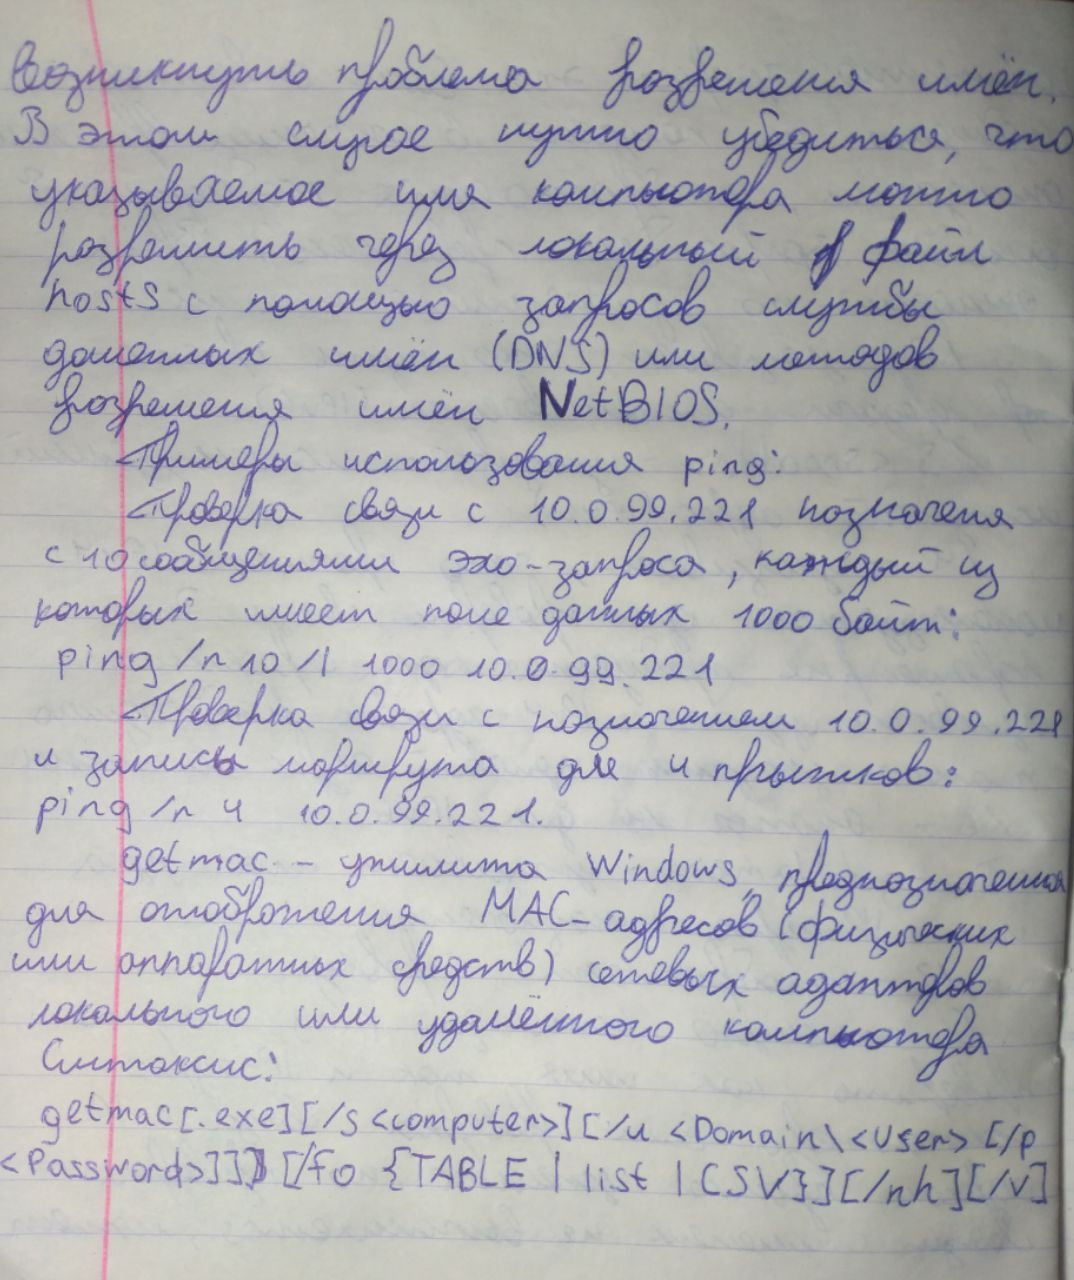 возникнуть проблема разрешения имён.
В этом случае нужно убедиться, что
указываемое имя компьютера можно
разрешить через локальный файл
hosts с помощью запросов службы
доменных имён (DNS) или методов
разрешения имён NetBIOS.
Примеры использования ping:
Проверка связи с 10.0.99.221 назначения
с 10 сообщениями эхо-запроса, каждый из
которых имеет поле данных 1000 байт:
ping /n 10 /l 1000 10.0.99.221
Проверка связи с назначением 10.0.99.221
и запись маршрута для 4 прыжков:
ping /n 4 10.0.99.221.
getmac – утилита Windows, предназначенная
для отображения MAC-адресов (физических
или аппаратных средств) сетевых адаптеров
локального или удалённого компьютера
Синтаксис:
getmac[.exe][/s <computer>][/u <Domain\<User> [/p
<Password>]]] [/fo {TABLE | list | CSV}][/nh][/v]